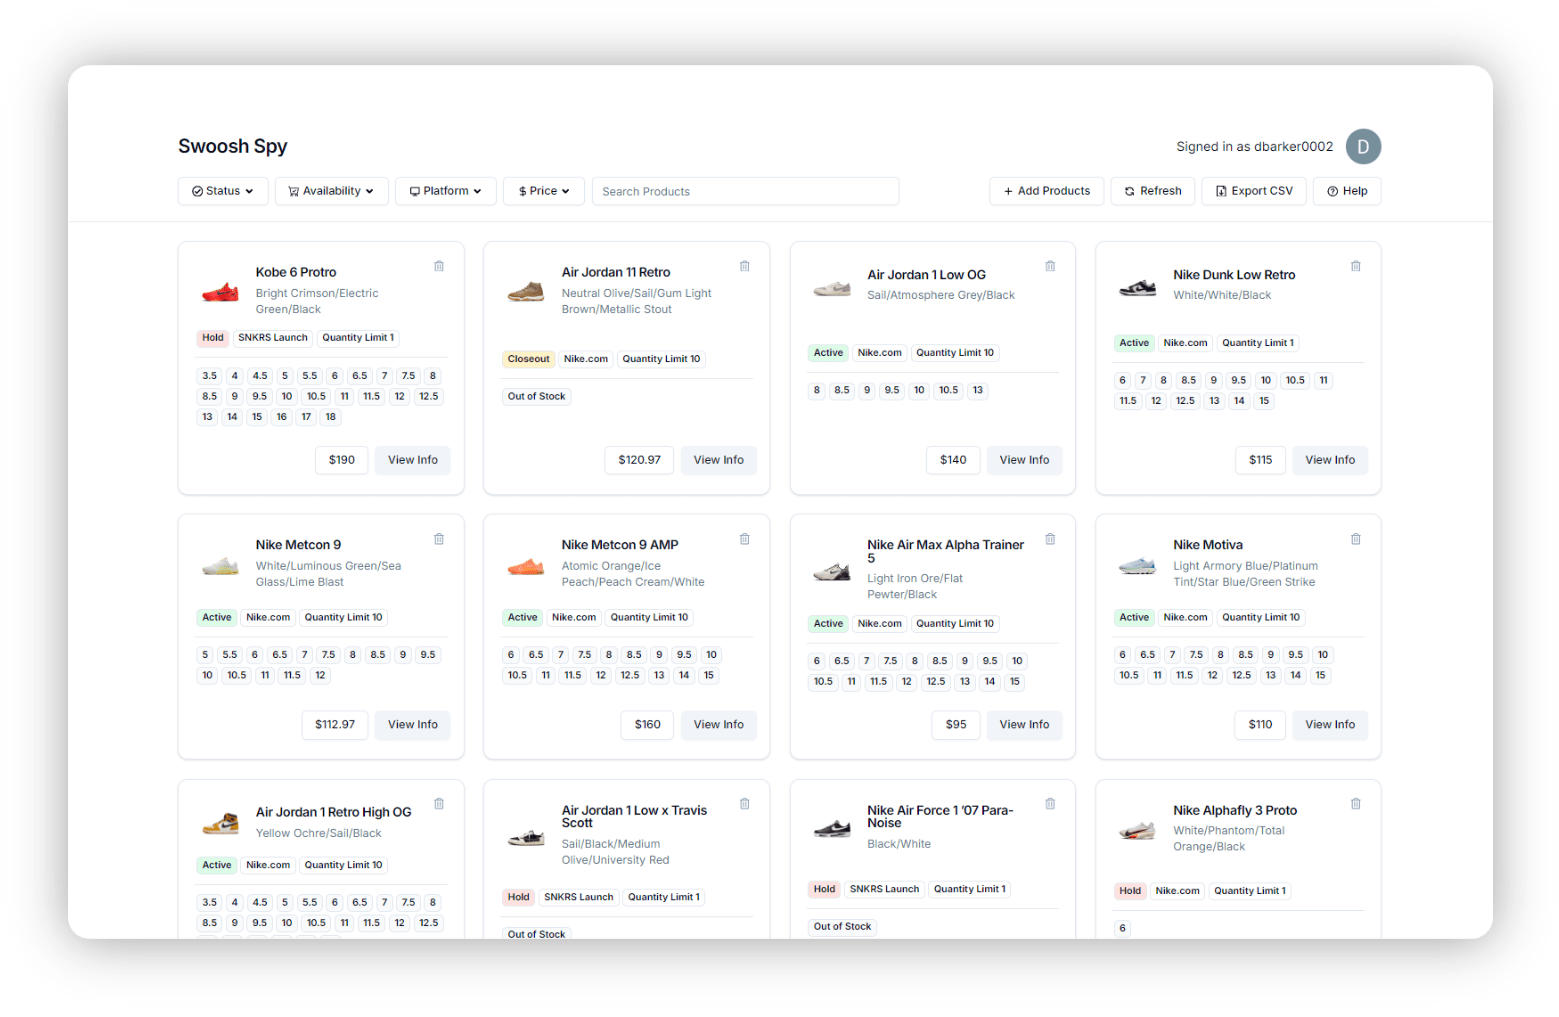 Swoosh Spy
Signed in as dbarker0002
D
Status
Availability
Platform
$ Price
Search Products
+ Add Products
Refresh
Export CSV
Help
Kobe 6 Protro
Bright Crimson/Electric
Green/Black
Hold SNKRS Launch Quantity Limit 1
3.5 4 4.5 5 5.5 6 6.5 7 7.5 8
8.5 9 9.5 10 10.5 11 11.5 12 12.5
13 14 15 16 17 18
$190 View Info
Air Jordan 11 Retro
Neutral Olive/Sail/Gum Light
Brown/Metallic Stout
Closeout Nike.com Quantity Limit 10
Out of Stock
$120.97 View Info
Air Jordan 1 Low OG
Sail/Atmosphere Grey/Black
Active Nike.com Quantity Limit 10
8 8.5 9 9.5 10 10.5 13
$140 View Info
Nike Dunk Low Retro
White/White/Black
Active Nike.com Quantity Limit 1
6 7 8 8.5 9 9.5 10 10.5 11
11.5 12 12.5 13 14 15
$115 View Info
Nike Metcon 9
White/Luminous Green/Sea
Glass/Lime Blast
Active Nike.com Quantity Limit 10
5 5.5 6 6.5 7 7.5 8 8.5 9 9.5
10 10.5 11 11.5 12
$112.97 View Info
Nike Metcon 9 AMP
Atomic Orange/Ice
Peach/Peach Cream/White
Active Nike.com Quantity Limit 10
6 6.5 7 7.5 8 8.5 9 9.5 10
10.5 11 11.5 12 12.5 13 14 15
$160 View Info
Nike Air Max Alpha Trainer
5
Light Iron Ore/Flat
Pewter/Black
Active Nike.com Quantity Limit 10
6 6.5 7 7.5 8 8.5 9 9.5 10
10.5 11 11.5 12 12.5 13 14 15
$95 View Info
Nike Motiva
Light Armory Blue/Platinum
Tint/Star Blue/Green Strike
Active Nike.com Quantity Limit 10
6 6.5 7 7.5 8 8.5 9 9.5 10
10.5 11 11.5 12 12.5 13 14 15
$110 View Info
Air Jordan 1 Retro High OG
Yellow Ochre/Sail/Black
Active Nike.com Quantity Limit 10
3.5 4 4.5 5 5.5 6 6.5 7 7.5 8
8.5 9 9.5 10 10.5 11 11.5 12 12.5
Air Jordan 1 Low x Travis
Scott
Sail/Black/Medium
Olive/University Red
Hold SNKRS Launch Quantity Limit 1
Out of Stock
Nike Air Force 1 '07 Para-
Noise
Black/White
Hold SNKRS Launch Quantity Limit 1
Out of Stock
Nike Alphafly 3 Proto
White/Phantom/Total
Orange/Black
Hold Nike.com Quantity Limit 1
6